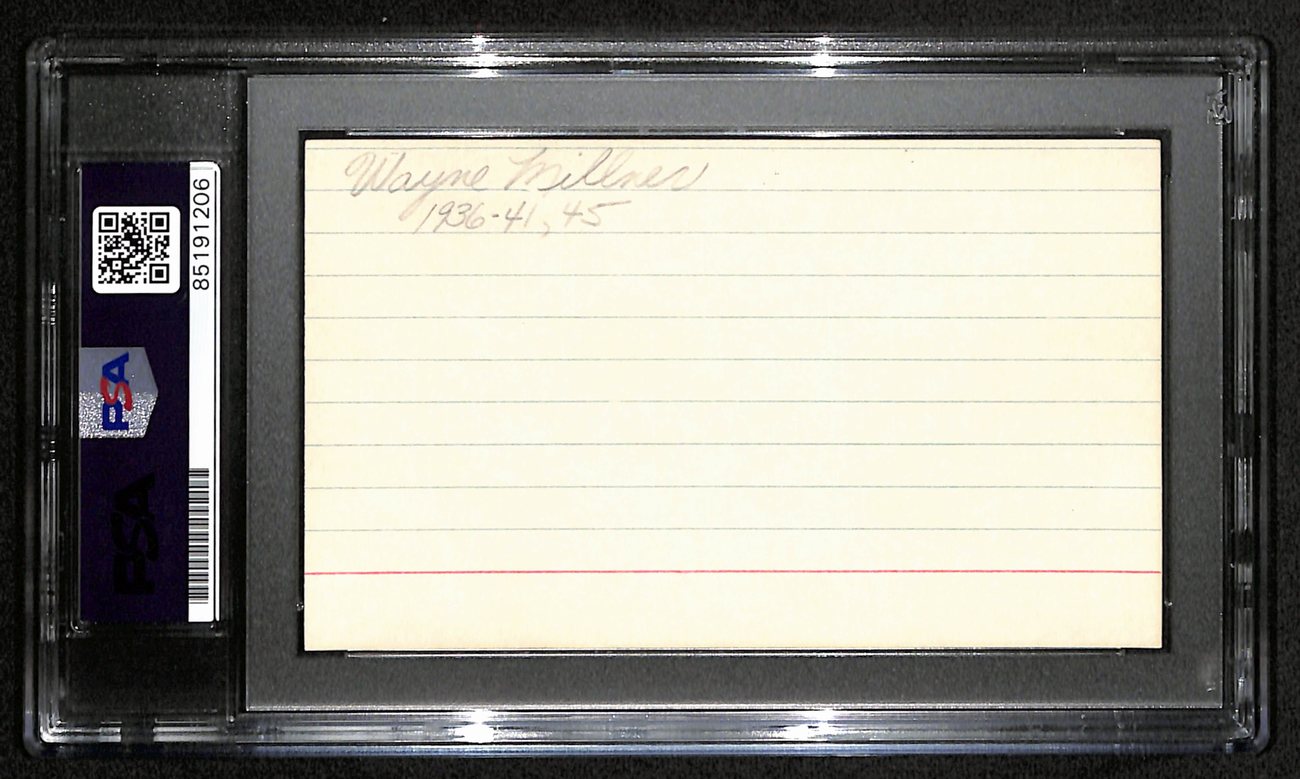 Wayne Millner
1936-41, 45
85191206
PSA
PSA